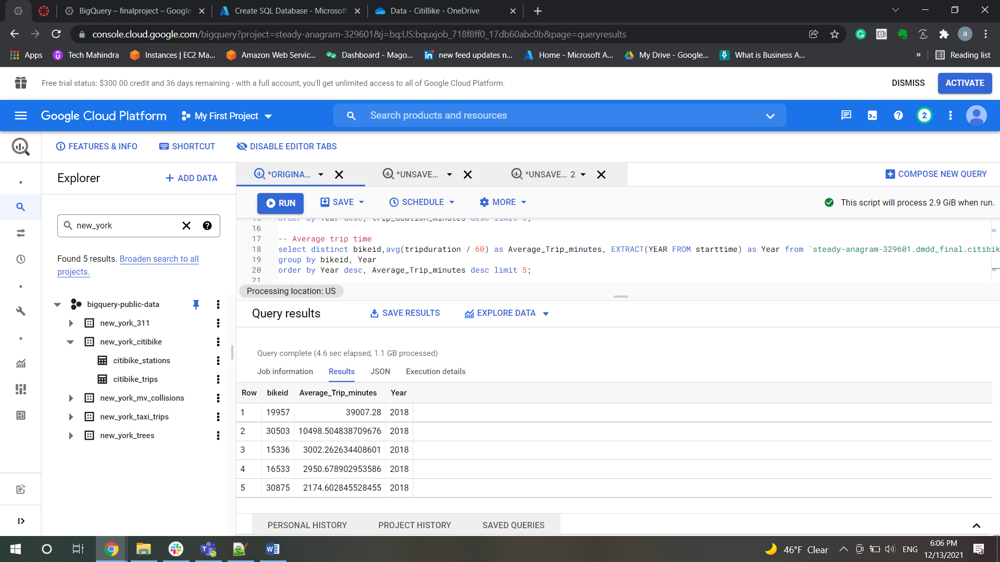 BigQuery – finalproject – Google
Create SQL Database - Microsoft
Data - CitiBike - OneDrive
console.cloud.google.com/bigquery?project=steady-anagram-329601&j=bq:US:bquxjob_718f8ff0_17db60abc0b&page=queryresults
a
Apps
Tech Mahindra
Instances | EC2 Ma...
Amazon Web Servic...
Dashboard - Mago...
new feed updates n...
Home - Microsoft A...
My Drive - Google...
What is Business A...
»
Reading list
Free trial status: $300.00 credit and 36 days remaining - with a full account, you'll get unlimited access to all of Google Cloud Platform.
DISMISS
ACTIVATE
Google Cloud Platform
My First Project
Search products and resources
2
FEATURES & INFO
SHORTCUT
DISABLE EDITOR TABS
Explorer
+ ADD DATA
*ORIGINA...
*UNSAVE...
*UNSAVE... 2
COMPOSE NEW QUERY
RUN
SAVE
SCHEDULE
MORE
This script will process 2.9 GiB when run.
new_york
Found 5 results. Broaden search to all
projects.
bigquery-public-data
new_york_311
new_york_citibike
citibike_stations
citibike_trips
new_york_mv_collisions
new_york_taxi_trips
new_york_trees
15 order by Year desc, trip_duation_minutes desc limit 5;
16
17 -- Average trip time
18 select distinct bikeid,avg(tripduration / 60) as Average_Trip_minutes, EXTRACT(YEAR FROM starttime) as Year from `steady-anagram-329601.dmdd_final.citibik
19 group by bikeid, Year
20 order by Year desc, Average_Trip_minutes desc limit 5;
21
Processing location: US
Query results
SAVE RESULTS
EXPLORE DATA
Query complete (4.6 sec elapsed, 1.1 GB processed)
Job information
Results
JSON
Execution details
Row bikeid Average_Trip_minutes Year
1 19957 39007.28 2018
2 30503 10498.504838709676 2018
3 15336 3002.262634408601 2018
4 16533 2950.678902953586 2018
5 30875 2174.602845528455 2018
PERSONAL HISTORY
PROJECT HISTORY
SAVED QUERIES
46°F Clear
ENG
6:06 PM
12/13/2021